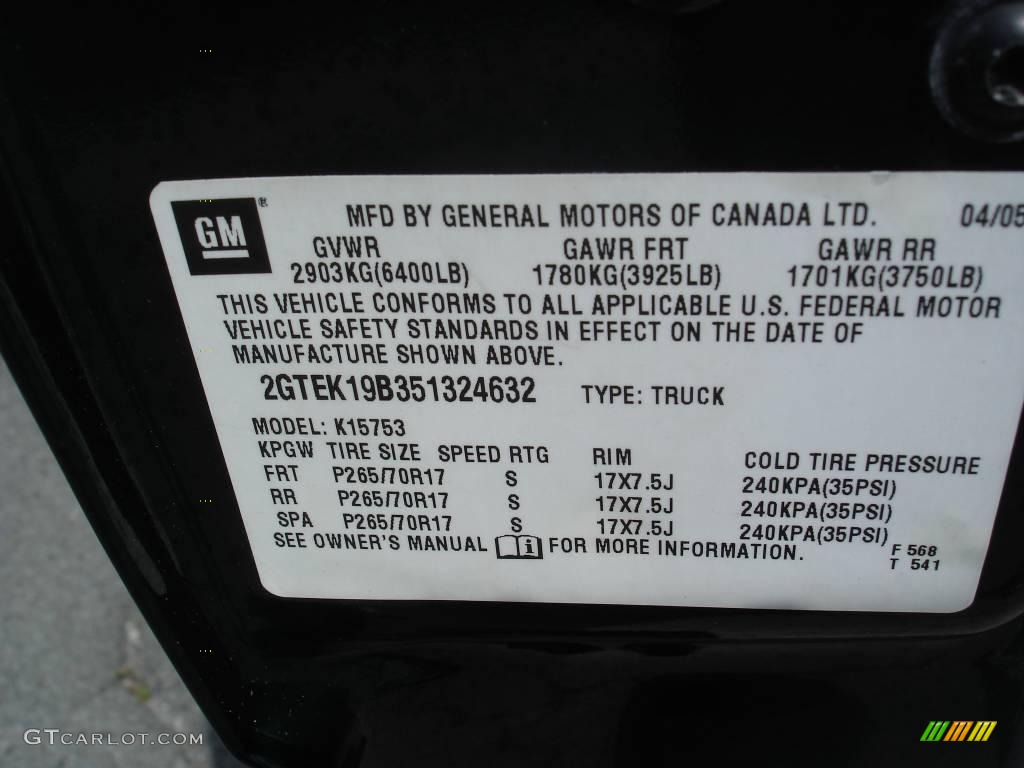 GM ® MFD BY GENERAL MOTORS OF CANADA LTD. 04/05
GVWR GAWR FRT GAWR RR
2903KG(6400LB) 1780KG(3925LB) 1701KG(3750LB)
THIS VEHICLE CONFORMS TO ALL APPLICABLE U.S. FEDERAL MOTOR
VEHICLE SAFETY STANDARDS IN EFFECT ON THE DATE OF
MANUFACTURE SHOWN ABOVE.
2GTEK19B351324632 TYPE: TRUCK
MODEL: K15753
KPGW TIRE SIZE SPEED RTG RIM COLD TIRE PRESSURE
FRT P265/70R17 S 17X7.5J 240KPA(35PSI)
RR P265/70R17 S 17X7.5J 240KPA(35PSI)
SPA P265/70R17 S 17X7.5J 240KPA(35PSI)
SEE OWNER'S MANUAL i FOR MORE INFORMATION.
F 568
T 541
GTCARLOT.COM